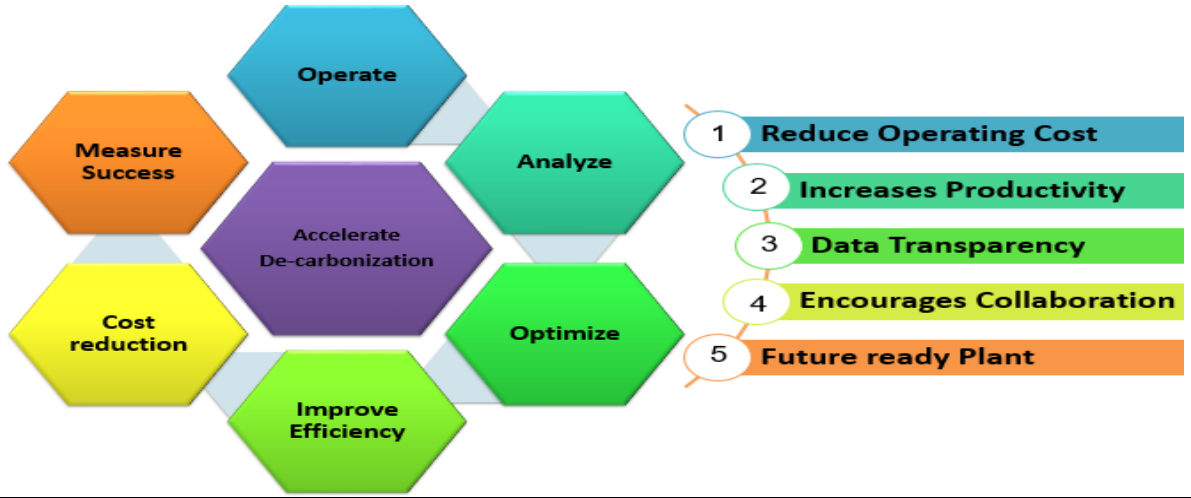 Operate
Analyze
Optimize
Improve
Efficiency
Cost
reduction
Measure
Success
Accelerate
De-carbonization
1 Reduce Operating Cost
2 Increases Productivity
3 Data Transparency
4 Encourages Collaboration
5 Future ready Plant